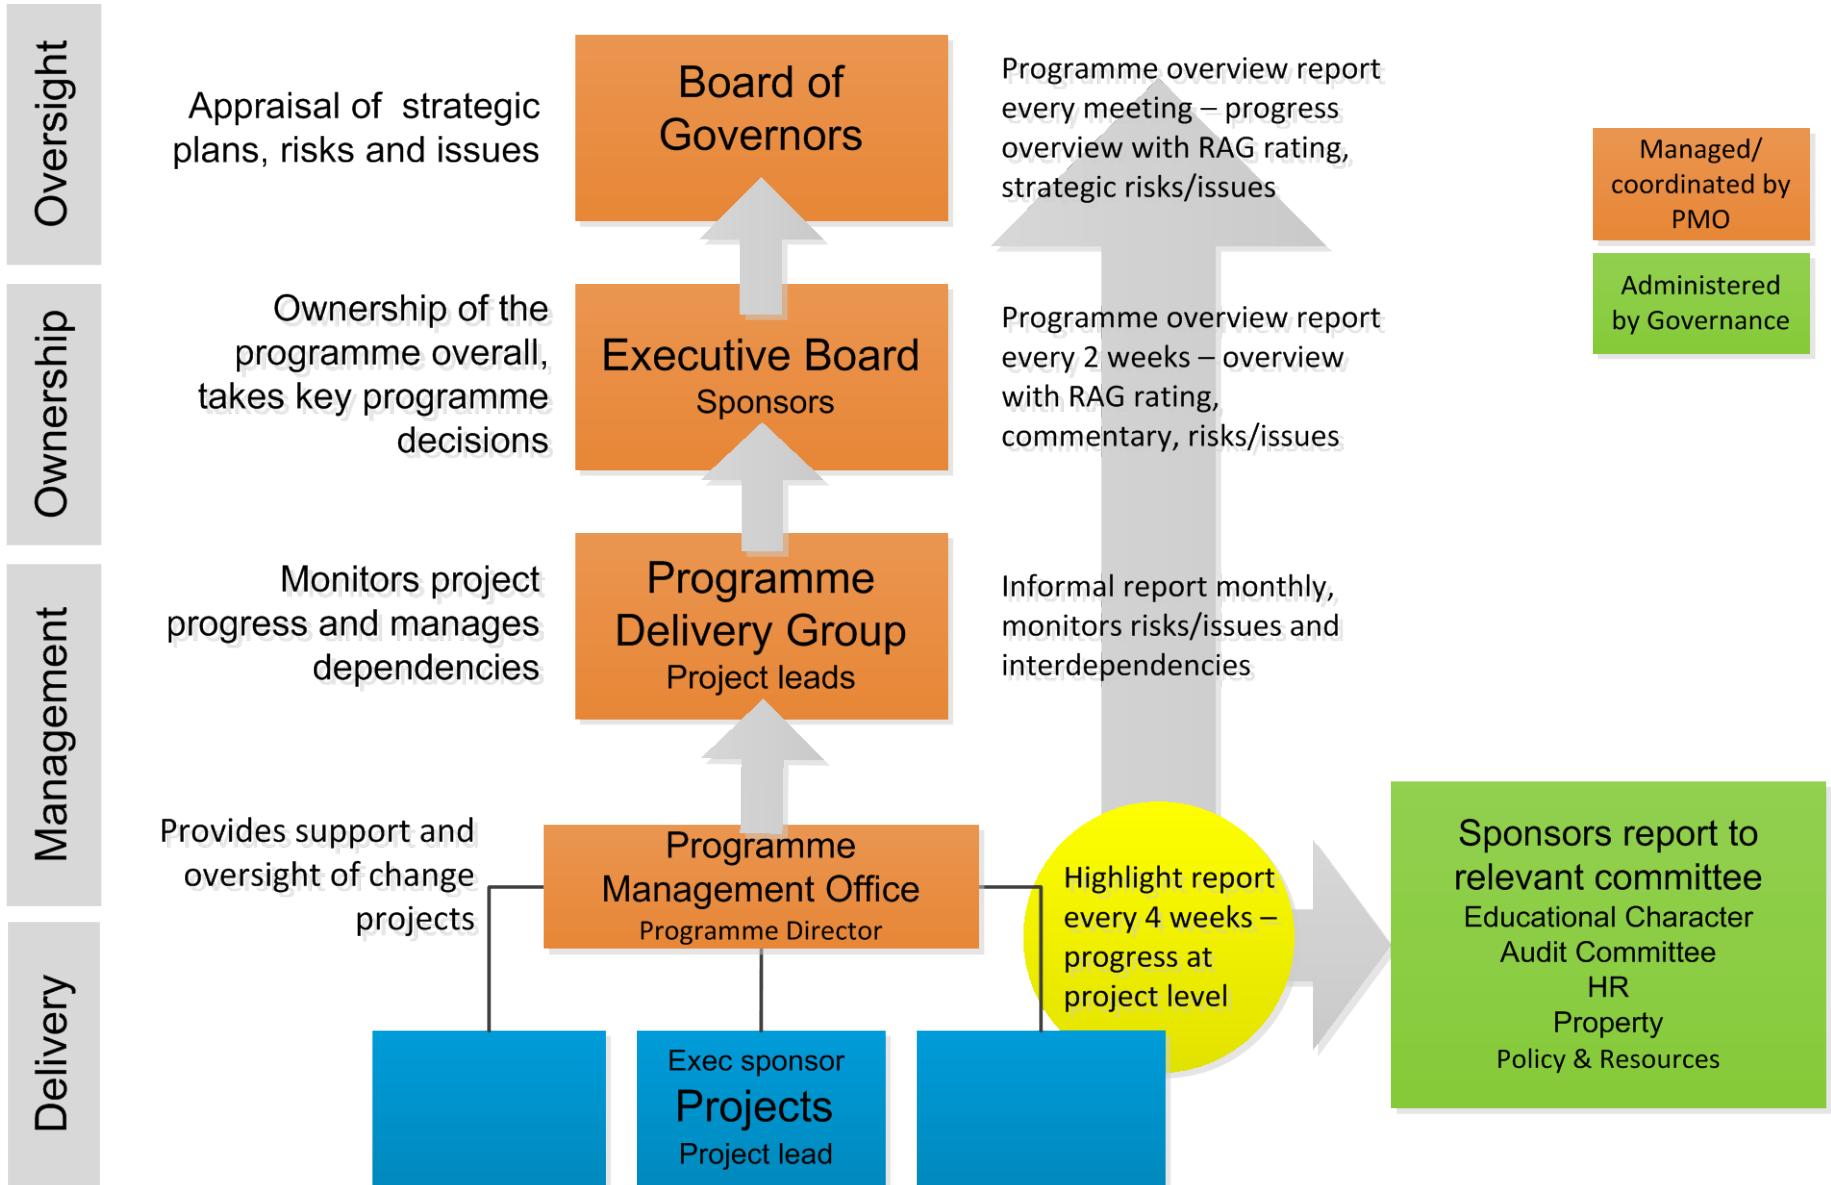 Oversight
Appraisal of strategic
plans, risks and issues
Board of
Governors
Programme overview report
every meeting – progress
overview with RAG rating,
strategic risks/issues
Managed/
coordinated by
PMO
Administered
by Governance
Ownership
Ownership of the
programme overall,
takes key programme
decisions
Executive Board
Sponsors
Programme overview report
every 2 weeks – overview
with RAG rating,
commentary, risks/issues
Management
Monitors project
progress and manages
dependencies
Programme
Delivery Group
Project leads
Informal report monthly,
monitors risks/issues and
interdependencies
Provides support and
oversight of change
projects
Programme
Management Office
Programme Director
Highlight report
every 4 weeks –
progress at
project level
Sponsors report to
relevant committee
Educational Character
Audit Committee
HR
Property
Policy & Resources
Delivery
Exec sponsor
Projects
Project lead